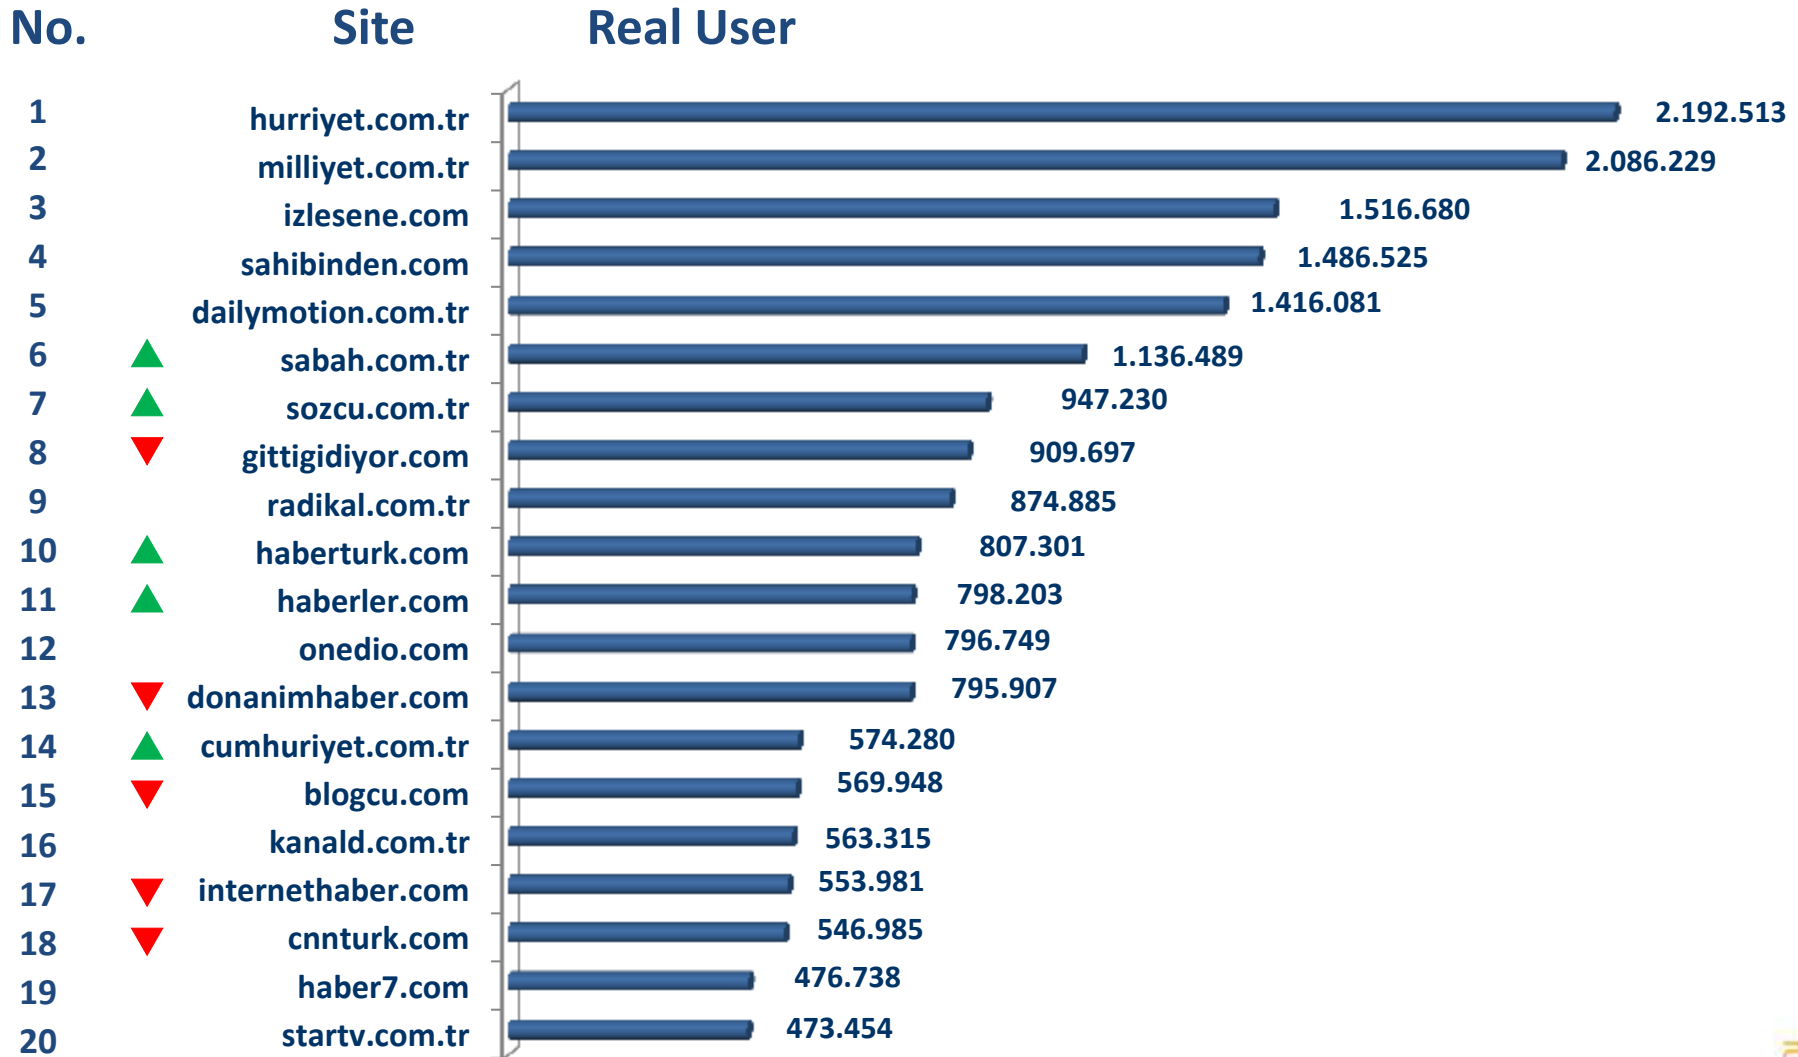 No. Site Real User
1 hurriyet.com.tr 2.192.513
2 milliyet.com.tr 2.086.229
3 izlesene.com 1.516.680
4 sahibinden.com 1.486.525
5 dailymotion.com.tr 1.416.081
6 sabah.com.tr 1.136.489
7 sozcu.com.tr 947.230
8 gittigidiyor.com 909.697
9 radikal.com.tr 874.885
10 haberturk.com 807.301
11 haberler.com 798.203
12 onedio.com 796.749
13 donanimhaber.com 795.907
14 cumhuriyet.com.tr 574.280
15 blogcu.com 569.948
16 kanald.com.tr 563.315
17 internethaber.com 553.981
18 cnnturk.com 546.985
19 haber7.com 476.738
20 startv.com.tr 473.454